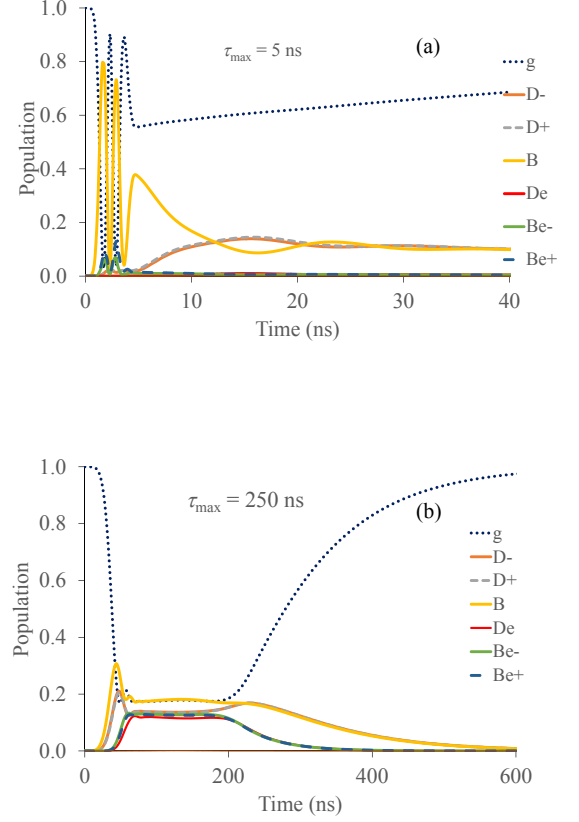 1.0
τmax = 5 ns
(a)
g
D-
D+
B
De
Be-
Be+
0.8
0.6
0.4
0.2
0.0
Population
0
10
20
30
40
Time (ns)
1.0
τmax = 250 ns
(b)
g
D-
D+
B
De
Be-
Be+
0.8
0.6
0.4
0.2
0.0
Population
0
200
400
600
Time (ns)